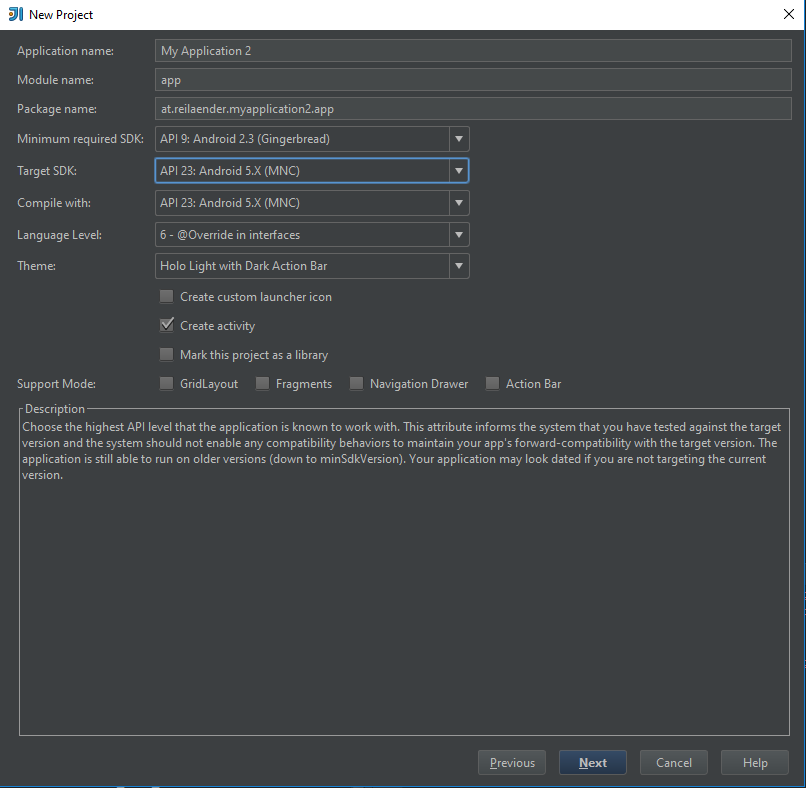 New Project
Application name: My Application 2
Module name: app
Package name: at.reilaender.myapplication2.app
Minimum required SDK: API 9: Android 2.3 (Gingerbread)
Target SDK: API 23: Android 5.X (MNC)
Compile with: API 23: Android 5.X (MNC)
Language Level: 6 - @Override in interfaces
Theme: Holo Light with Dark Action Bar
Create custom launcher icon
Create activity
Mark this project as a library
Support Mode: GridLayout Fragments Navigation Drawer Action Bar
Description
Choose the highest API level that the application is known to work with. This attribute informs the system that you have tested against the target
version and the system should not enable any compatibility behaviors to maintain your app's forward-compatibility with the target version. The
application is still able to run on older versions (down to minSdkVersion). Your application may look dated if you are not targeting the current
version.
Previous Next Cancel Help